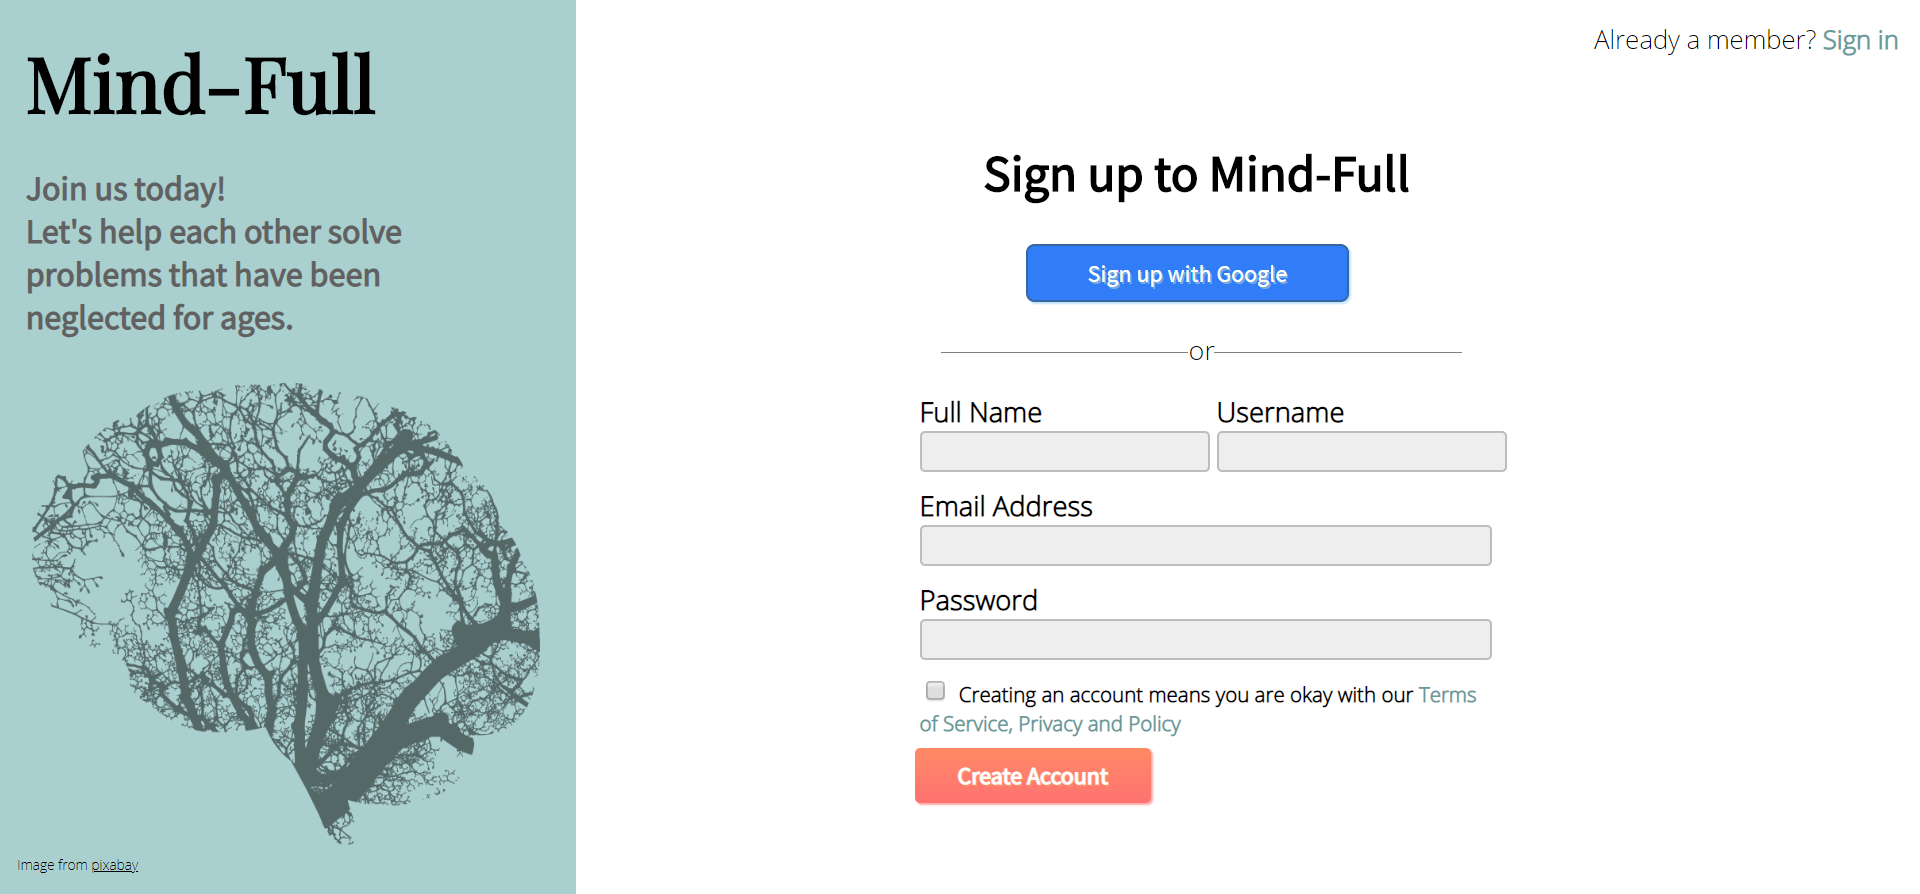 Mind-Full
Join us today!
Let's help each other solve
problems that have been
neglected for ages.
Image from pixabay
Already a member? Sign in
Sign up to Mind-Full
Sign up with Google
or
Full Name Username
Email Address
Password
Creating an account means you are okay with our Terms
of Service, Privacy and Policy
Create Account